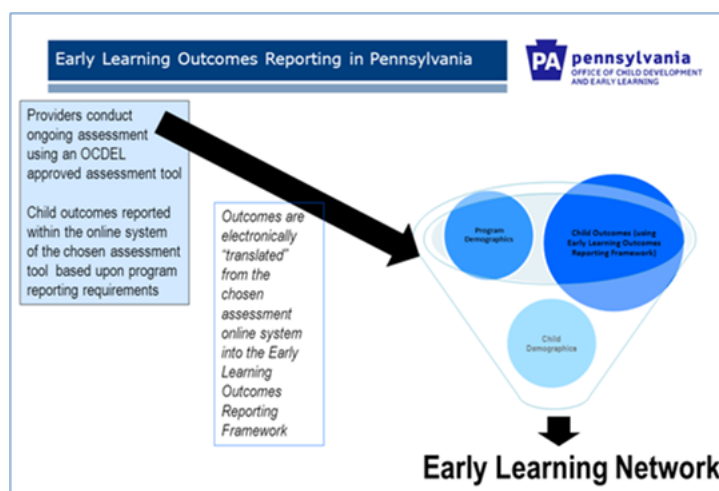 Early Learning Outcomes Reporting in Pennsylvania
PA pennsylvania
OFFICE OF CHILD DEVELOPMENT
AND EARLY LEARNING
Providers conduct
ongoing assessment
using an OCDEL
approved assessment tool
Child outcomes reported
within the online system
of the chosen assessment
tool based upon program
reporting requirements
Outcomes are
electronically
“translated”
from the
chosen
assessment
online system
into the Early
Learning
Outcomes
Reporting
Framework
Program
Demographics
Child Outcomes (using
Early Learning Outcomes
Reporting Framework)
Child
Demographics
Early Learning Network